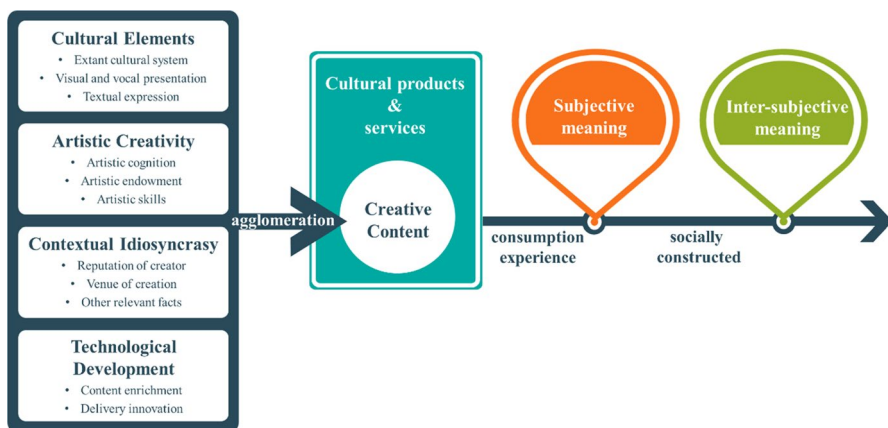 Cultural Elements
• Extant cultural system
• Visual and vocal presentation
• Textual expression
Artistic Creativity
• Artistic cognition
• Artistic endowment
• Artistic skills
Contextual Idiosyncrasy
• Reputation of creator
• Venue of creation
• Other relevant facts
Technological
Development
• Content enrichment
• Delivery innovation
agglomeration
Cultural products
&
services
Creative
Content
consumption
experience
Subjective
meaning
socially
constructed
Inter-subjective
meaning